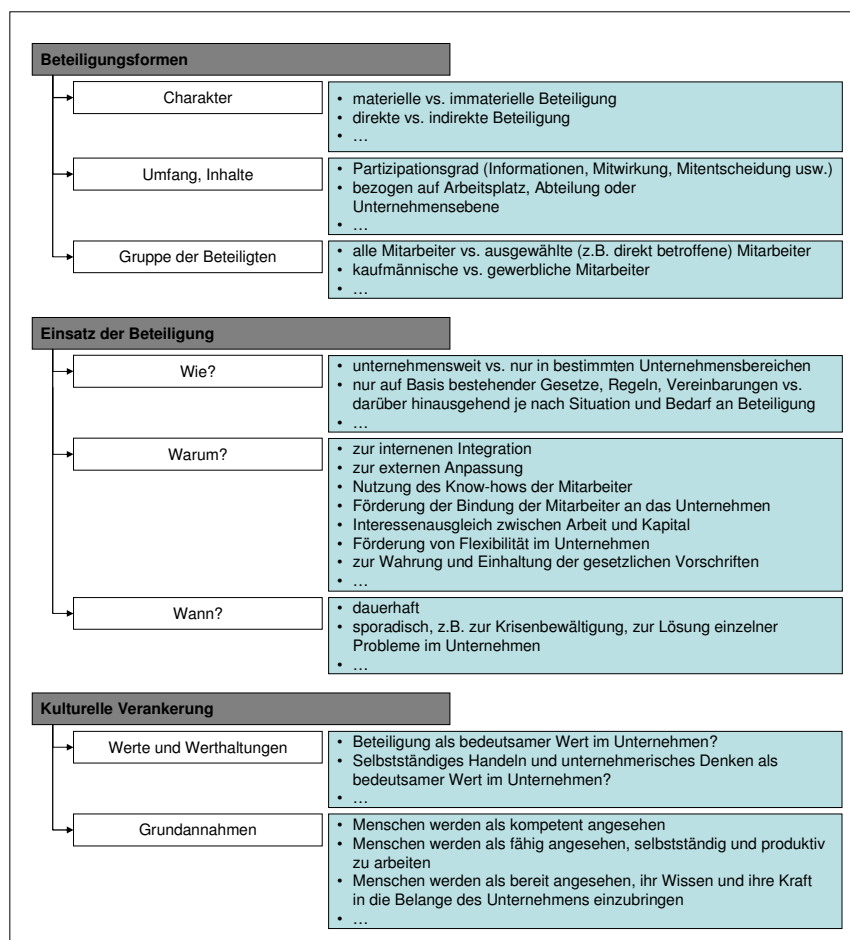 Beteiligungsformen
Charakter
• materielle vs. immaterielle Beteiligung
• direkte vs. indirekte Beteiligung
• …
Umfang, Inhalte
• Partizipationsgrad (Informationen, Mitwirkung, Mitentscheidung usw.)
• bezogen auf Arbeitsplatz, Abteilung oder
Unternehmensebene
• …
Gruppe der Beteiligten
• alle Mitarbeiter vs. ausgewählte (z.B. direkt betroffene) Mitarbeiter
• kaufmännische vs. gewerbliche Mitarbeiter
• …
Einsatz der Beteiligung
Wie?
• unternehmensweit vs. nur in bestimmten Unternehmensbereichen
• nur auf Basis bestehender Gesetze, Regeln, Vereinbarungen vs.
darüber hinausgehend je nach Situation und Bedarf an Beteiligung
• …
Warum?
• zur internenen Integration
• zur externen Anpassung
• Nutzung des Know-hows der Mitarbeiter
• Förderung der Bindung der Mitarbeiter an das Unternehmen
• Interessenausgleich zwischen Arbeit und Kapital
• Förderung von Flexibilität im Unternehmen
• zur Wahrung und Einhaltung der gesetzlichen Vorschriften
• …
Wann?
• dauerhaft
• sporadisch, z.B. zur Krisenbewältigung, zur Lösung einzelner
Probleme im Unternehmen
• …
Kulturelle Verankerung
Werte und Werthaltungen
• Beteiligung als bedeutsamer Wert im Unternehmen?
• Selbstständiges Handeln und unternehmerisches Denken als
bedeutsamer Wert im Unternehmen?
• …
Grundannahmen
• Menschen werden als kompetent angesehen
• Menschen werden als fähig angesehen, selbstständig und produktiv
zu arbeiten
• Menschen werden als bereit angesehen, ihr Wissen und ihre Kraft
in die Belange des Unternehmens einzubringen
• …